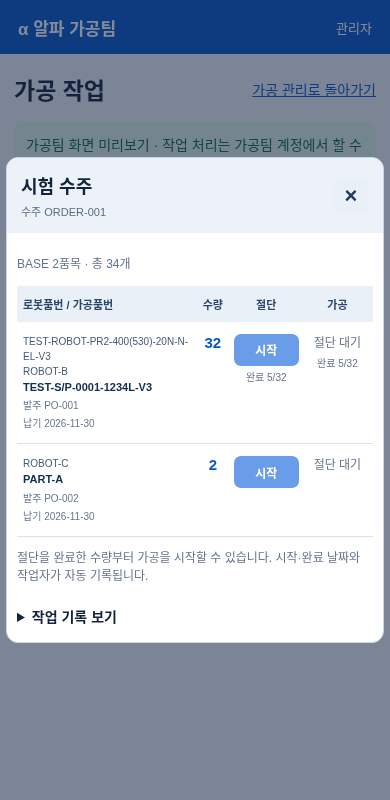 α 알파 가공팀
관리자
가공 작업
가공 관리로 돌아가기
가공팀 화면 미리보기 · 작업 처리는 가공팀 계정에서 할 수
시험 수주
수주 ORDER-001
×
BASE 2품목 · 총 34개
로봇품번 / 가공품번 수량 절단 가공
TEST-ROBOT-PR2-400(530)-20N-N-
EL-V3
ROBOT-B
TEST-S/P-0001-1234L-V3
발주 PO-001
납기 2026-11-30
32
시작
완료 5/32
절단 대기
완료 5/32
ROBOT-C
PART-A
발주 PO-002
납기 2026-11-30
2
시작
절단 대기
절단을 완료한 수량부터 가공을 시작할 수 있습니다. 시작·완료 날짜와
작업자가 자동 기록됩니다.
▶ 작업 기록 보기